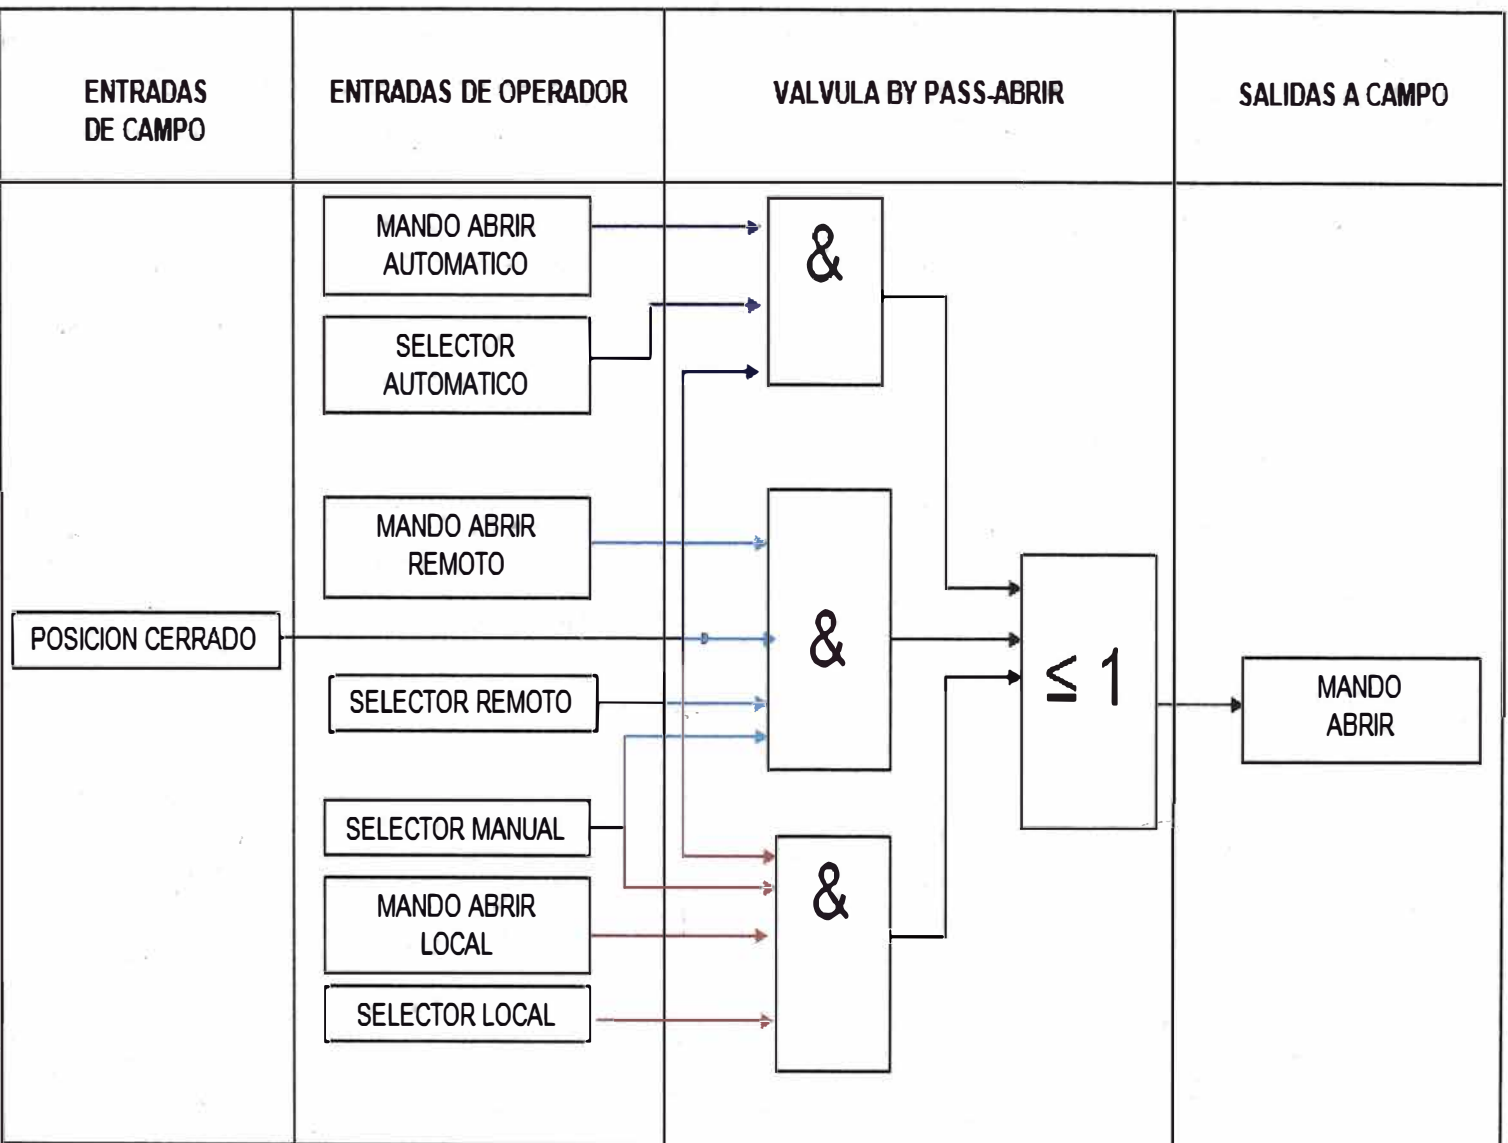 ENTRADAS
DE CAMPO
ENTRADAS DE OPERADOR
VALVULA BY PASS-ABRIR
SALIDAS A CAMPO
MANDO ABRIR
AUTOMATICO
&
SELECTOR
AUTOMATICO
MANDO ABRIR
REMOTO
POSICION CERRADO
&
≤ 1
SELECTOR REMOTO
MANDO
ABRIR
SELECTOR MANUAL
&
MANDO ABRIR
LOCAL
SELECTOR LOCAL